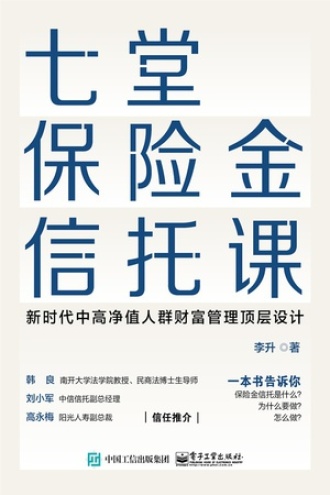 七堂
保险金
信托课
新时代中高净值人群财富管理顶层设计
李升 ◎ 著
韩 良 南开大学法学院教授、民商法博士生导师
刘小军 中信信托副总经理
高永梅 阳光人寿副总裁
信任推介
一本书告诉你
保险金信托是什么?
为什么要做?
怎么做?
中国工信出版集团
电子工业出版社